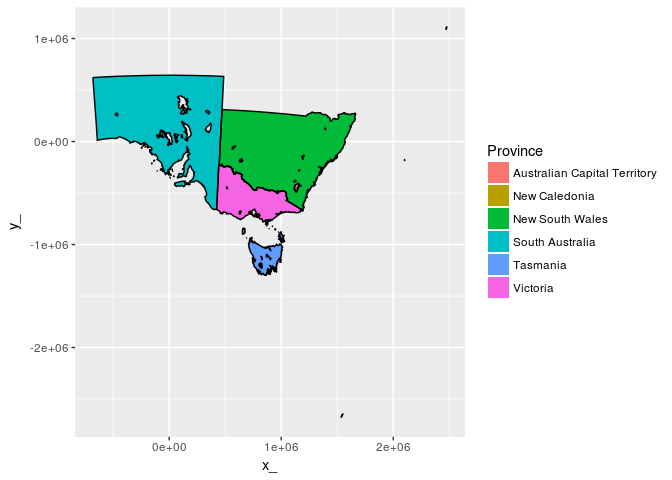 1e+06
0e+00
-1e+06
-2e+06
y_
0e+00
1e+06
2e+06
x_
Province
Australian Capital Territory
New Caledonia
New South Wales
South Australia
Tasmania
Victoria